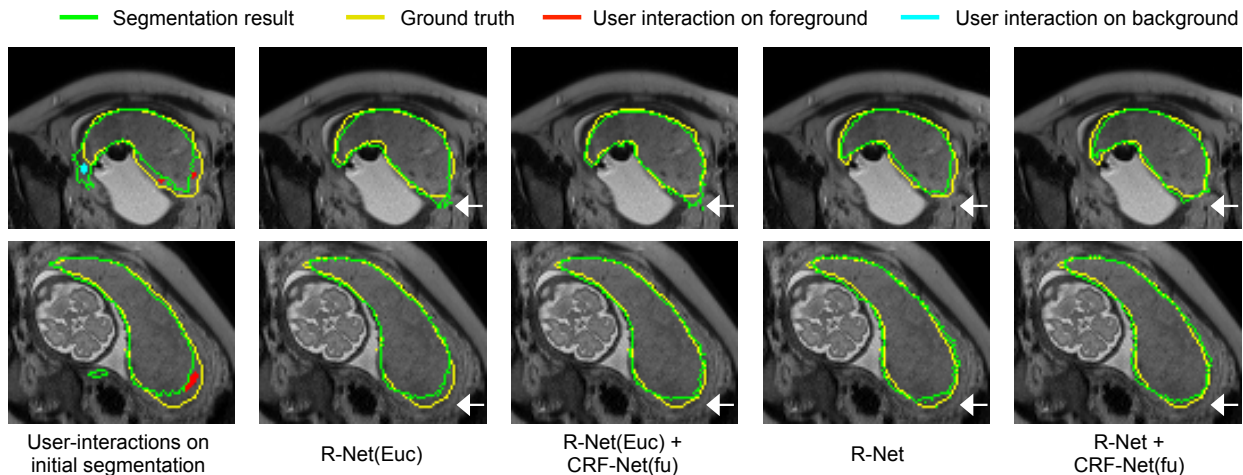 Segmentation result
Ground truth
User interaction on foreground
User interaction on background
User-interactions on
initial segmentation
R-Net(Euc)
R-Net(Euc) +
CRF-Net(fu)
R-Net
R-Net +
CRF-Net(fu)